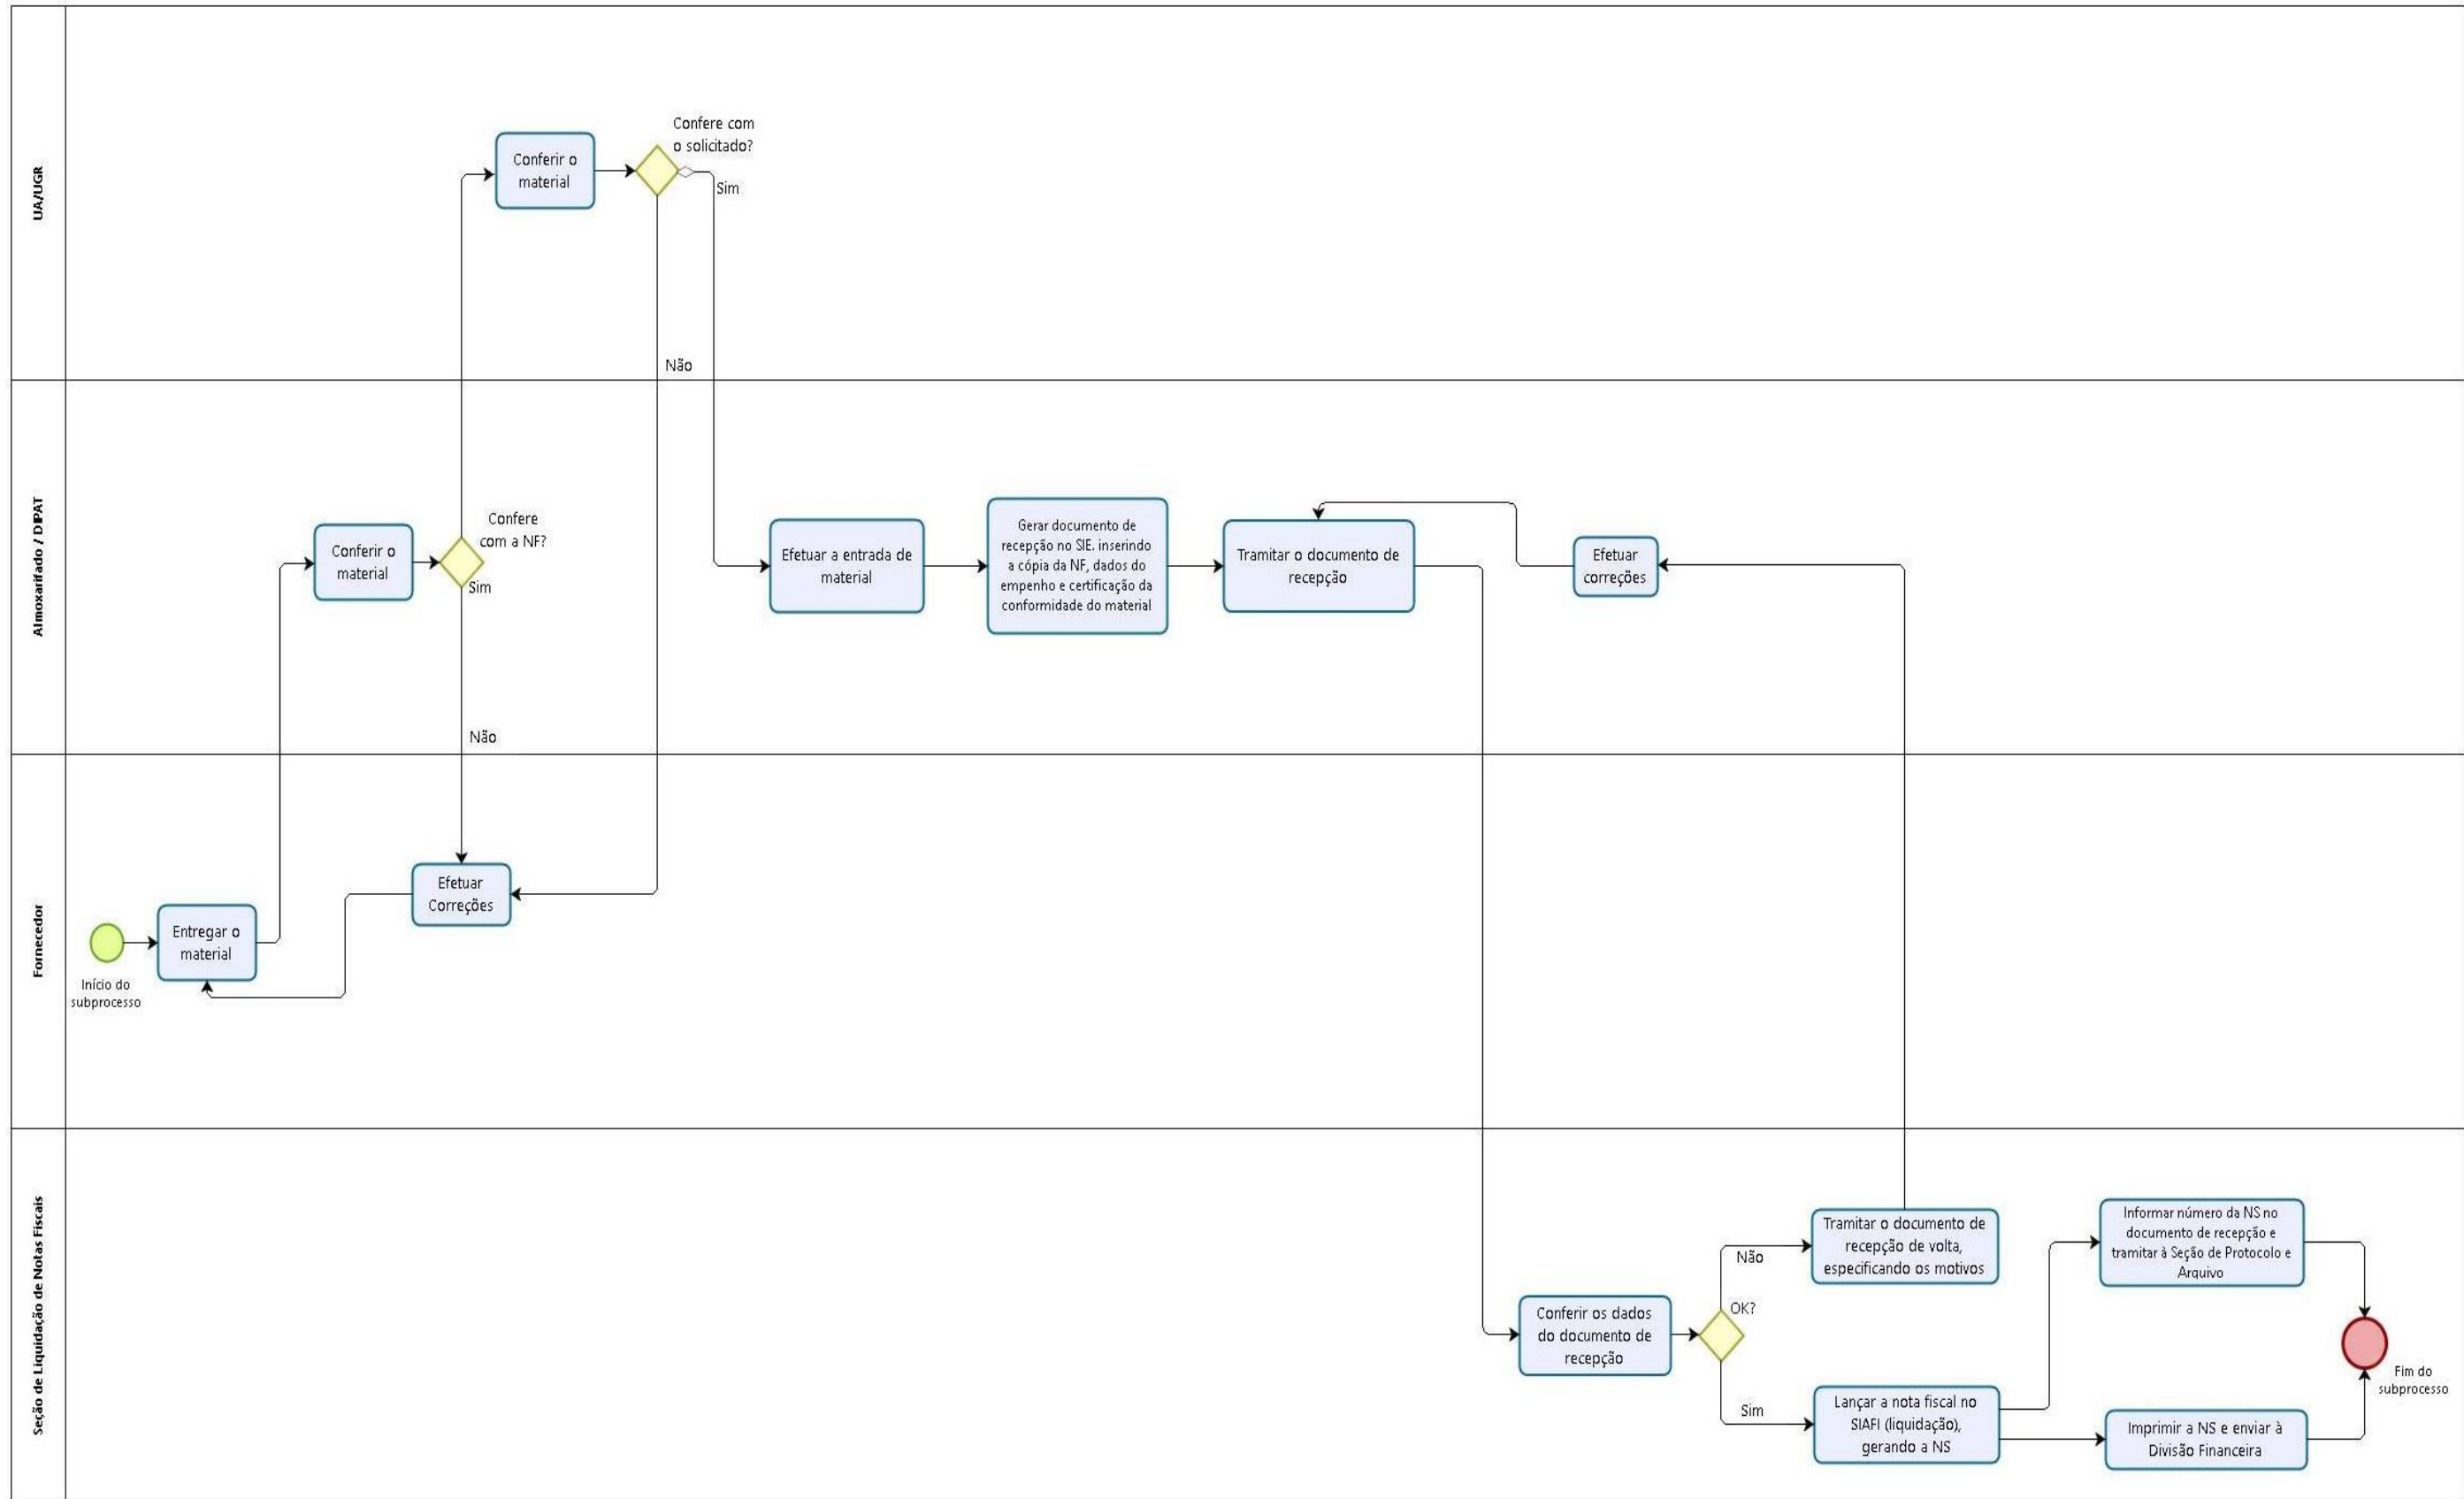 UA/UGR
Confere com
o solicitado?
Conferir o
material
Sim
Não
Almoxarifado / DIPAT
Conferir o
material
Confere
com a NF?
Sim
Não
Efetuar a entrada de
material
Gerar documento de
recepção no SIE. inserindo
a cópia da NF, dados do
empenho e certificação da
conformidade do material
Tramitar o documento de
recepção
Efetuar
correções
Fornecedor
Início do
subprocesso
Entregar o
material
Efetuar
Correções
Seção de Liquidação de Notas Fiscais
Conferir os dados
do documento de
recepção
OK?
Não
Tramitar o documento de
recepção de volta,
especificando os motivos
Sim
Lançar a nota fiscal no
SIAFI (liquidação),
gerando a NS
Informar número da NS no
documento de recepção e
tramitar à Seção de Protocolo e
Arquivo
Imprimir a NS e enviar à
Divisão Financeira
Fim do
subprocesso